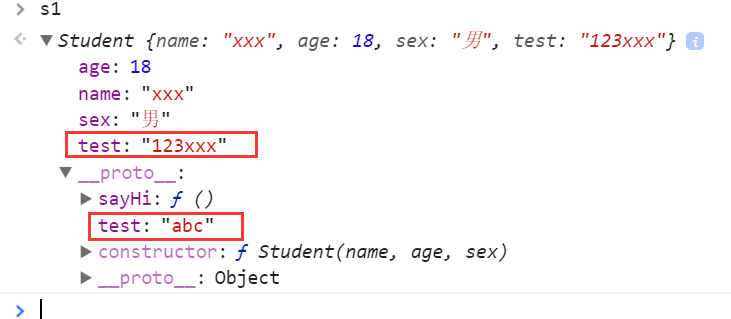 > s1
Student {name: "xxx", age: 18, sex: "男", test: "123xxx"} i
age: 18
name: "xxx"
sex: "男"
test: "123xxx"
__proto__:
sayHi: ƒ ()
test: "abc"
constructor: ƒ Student(name, age, sex)
__proto__: Object
>